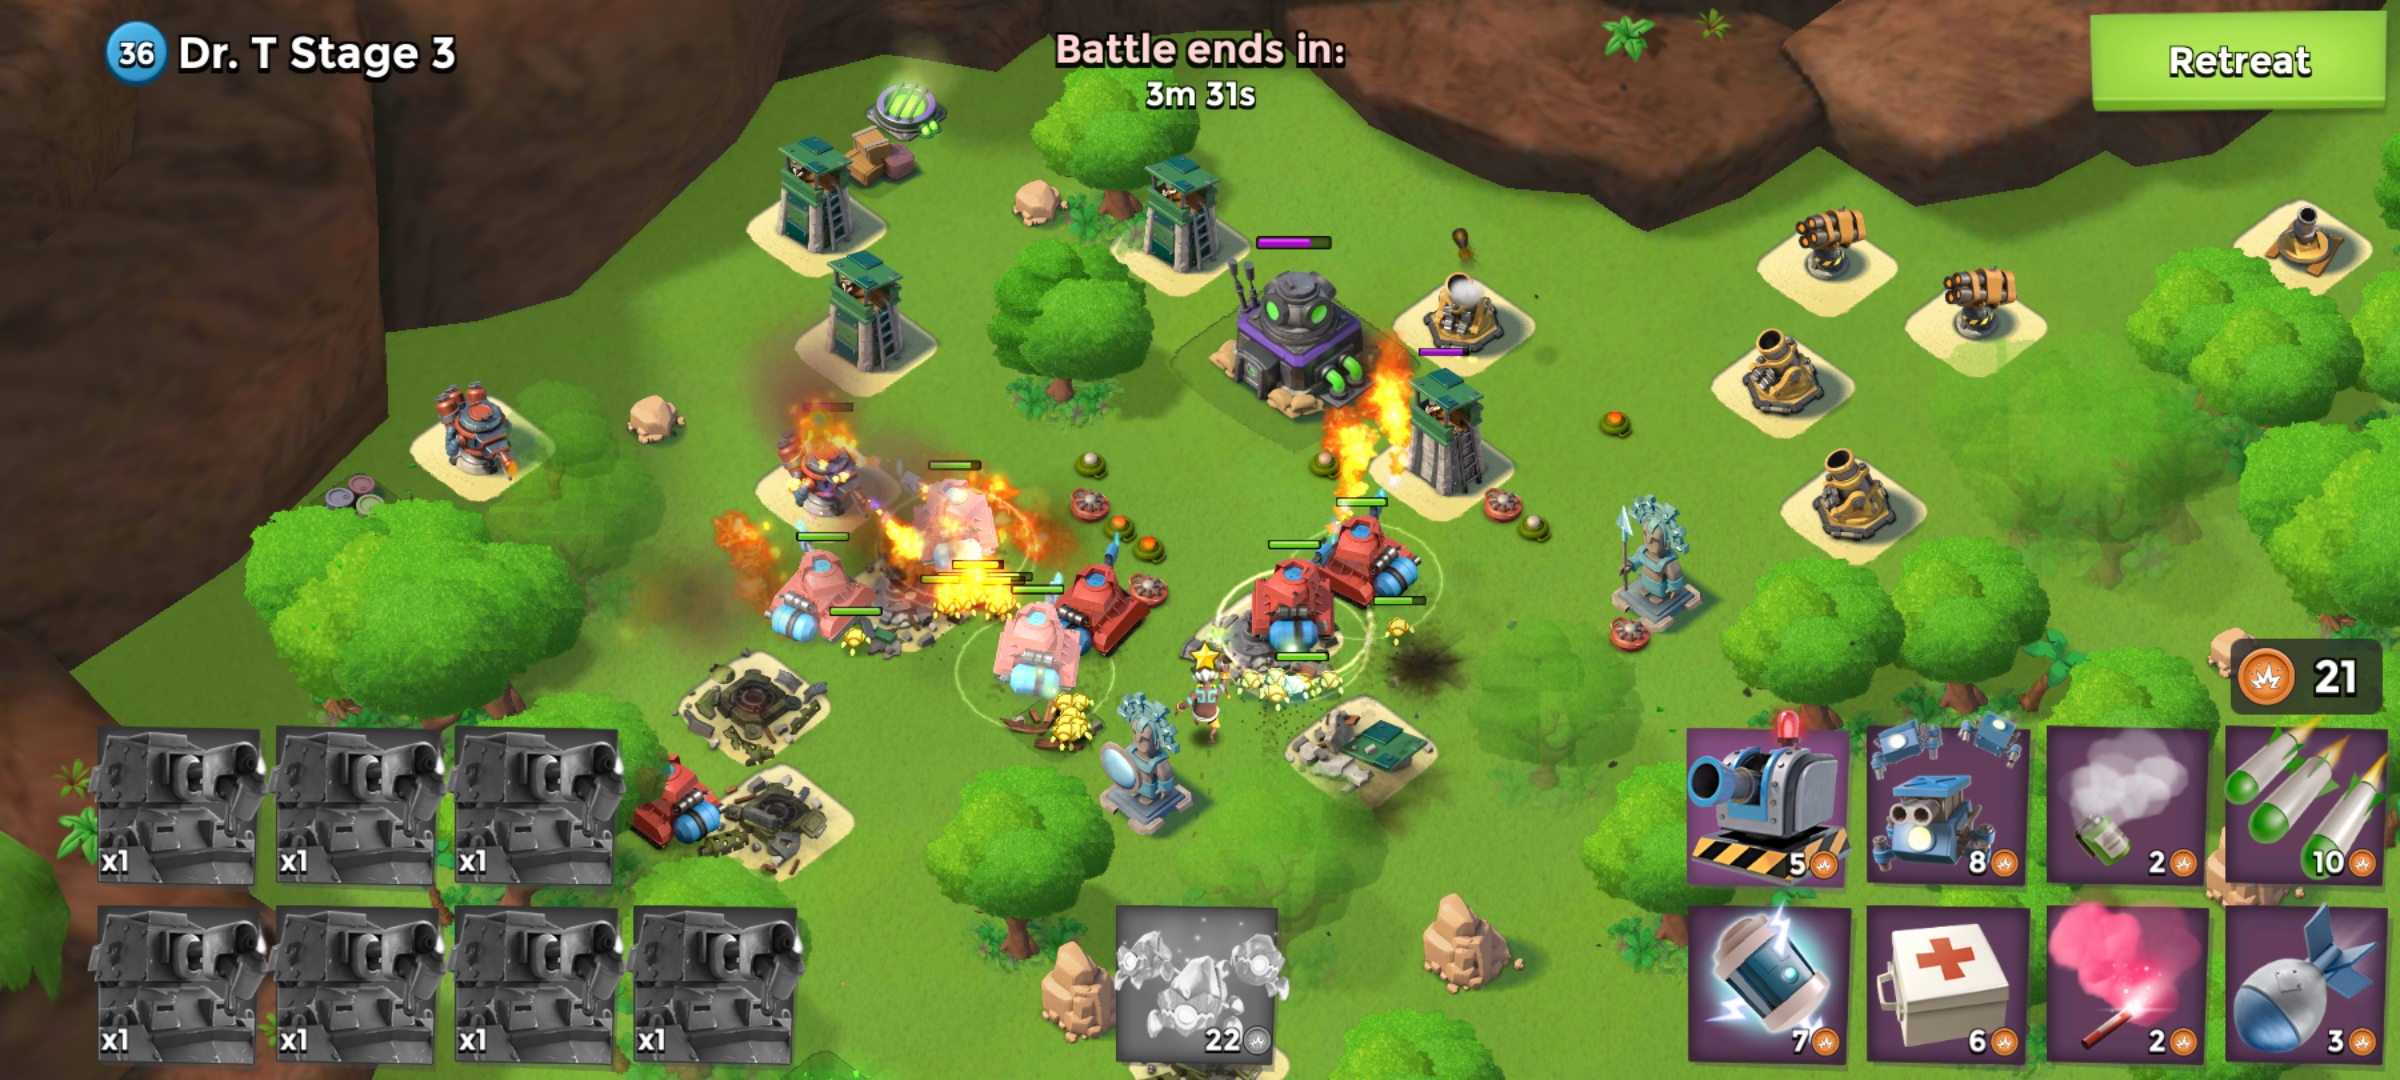 36 Dr. T Stage 3
Battle ends in:
3m 31s
Retreat
21
x1 x1 x1
x1 x1 x1 x1
22
5 8 2 10
7 6 2 3